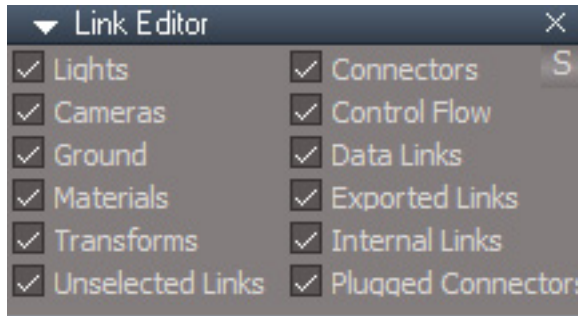 Link Editor
Lights Connectors S
Cameras Control Flow
Ground Data Links
Materials Exported Links
Transforms Internal Links
Unselected Links Plugged Connectors